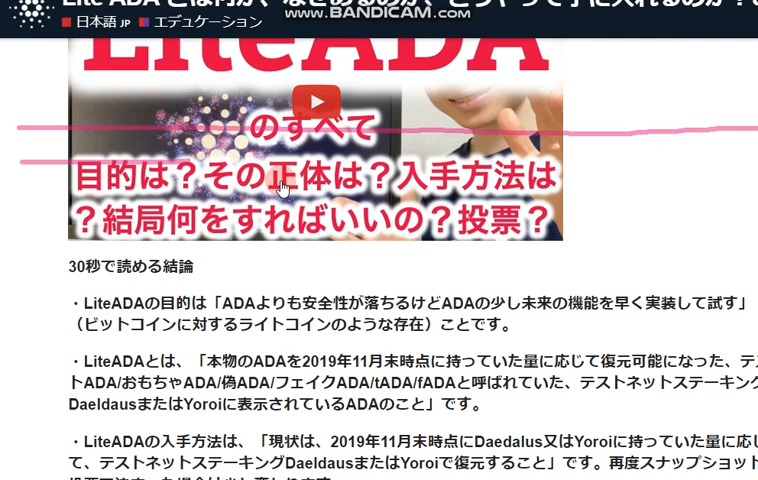 www.BANDICAM.com
Lite ADA とは何か、なぜあるのか、どうやって手に入れるのか？
日本語 JP エデュケーション
LiteADA
のすべて
目的は？その正体は？入手方法は
？結局何をすればいいの？投票？
30秒で読める結論
・LiteADAの目的は「ADAよりも安全性が落ちるけどADAの少し未来の機能を早く実装して試す」
（ビットコインに対するライトコインのような存在）ことです。
・LiteADAとは、「本物のADAを2019年11月末時点に持っていた量に応じて復元可能になった、テス
トADA/おもちゃADA/偽ADA/フェイクADA/tADA/fADAと呼ばれていた、テストネットステーキング
DaeldausまたはYoroiに表示されているADAのこと」です。
・LiteADAの入手方法は、「現状は、2019年11月末時点にDaedalus又はYoroiに持っていた量に応じ
て、テストネットステーキングDaeldausまたはYoroiで復元すること」です。再度スナップショット